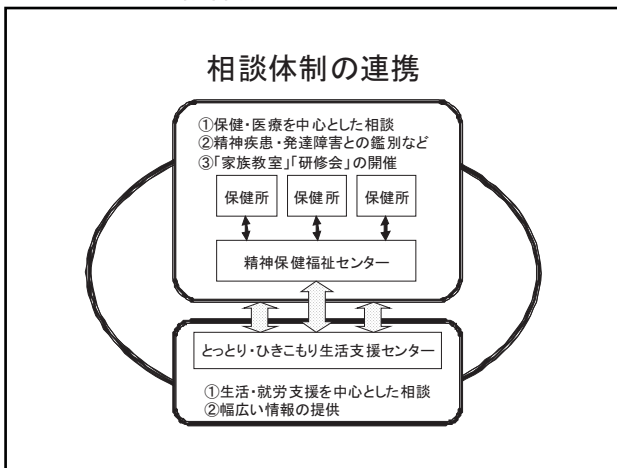 相談体制の連携
①保健・医療を中心とした相談
②精神疾患・発達障害との鑑別など
③「家族教室」「研修会」の開催
保健所 保健所 保健所
精神保健福祉センター
とっとり・ひきこもり生活支援センター
①生活・就労支援を中心とした相談
②幅広い情報の提供